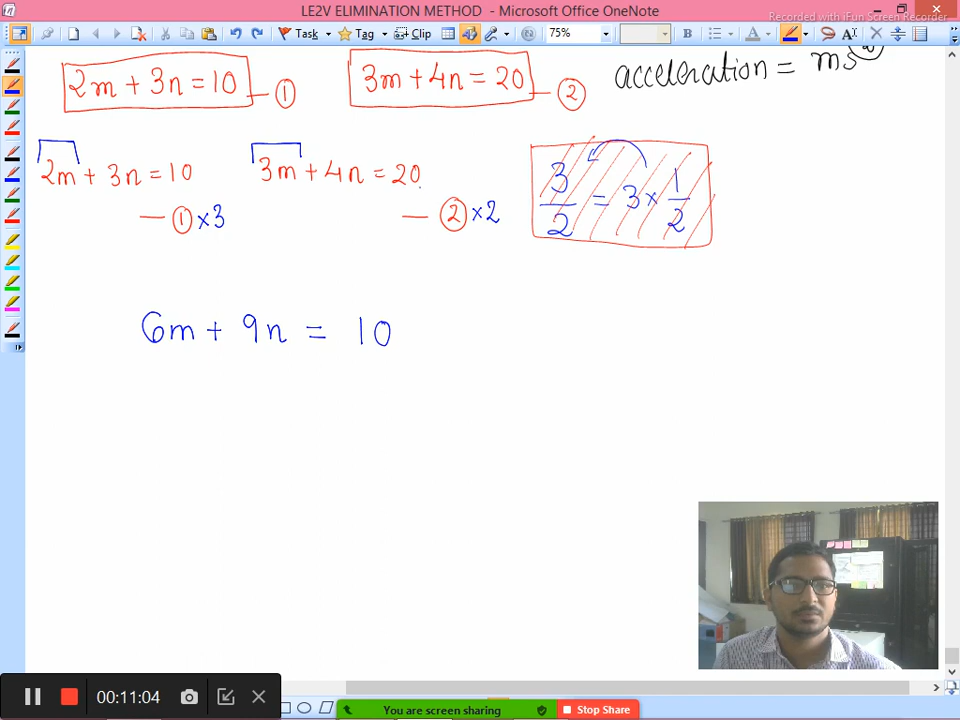 LE2V ELIMINATION METHOD - Microsoft Office OneNote
Recorded with iFun Screen Recorder
Task Tag Clip 75% B A
2m + 3n = 10 — ① 3m + 4n = 20 — ② acceleration = ms
2m + 3n = 10 3m + 4n = 20 3/2 = 3 × 1/2
— ① ×3 — ② ×2
6m + 9n = 10
00:11:04
You are screen sharing Stop Share